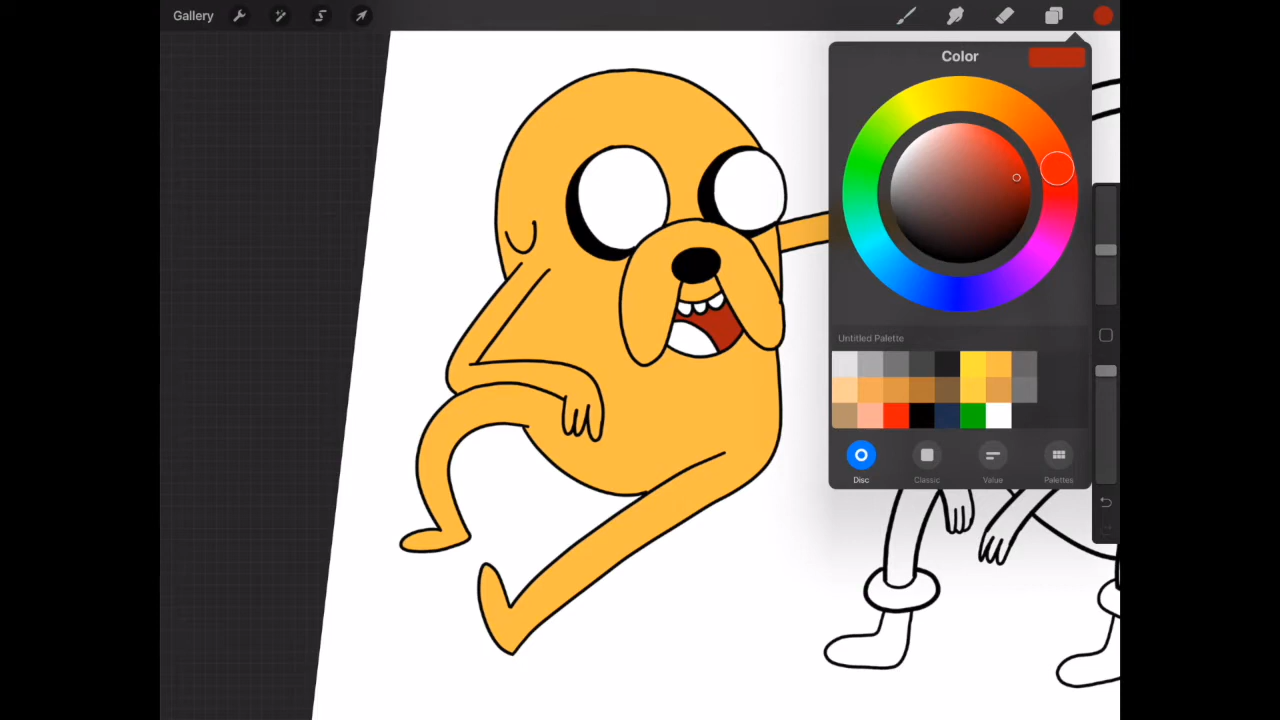 Gallery
Color
Untitled Palette
Disc
Classic
Value
Palettes